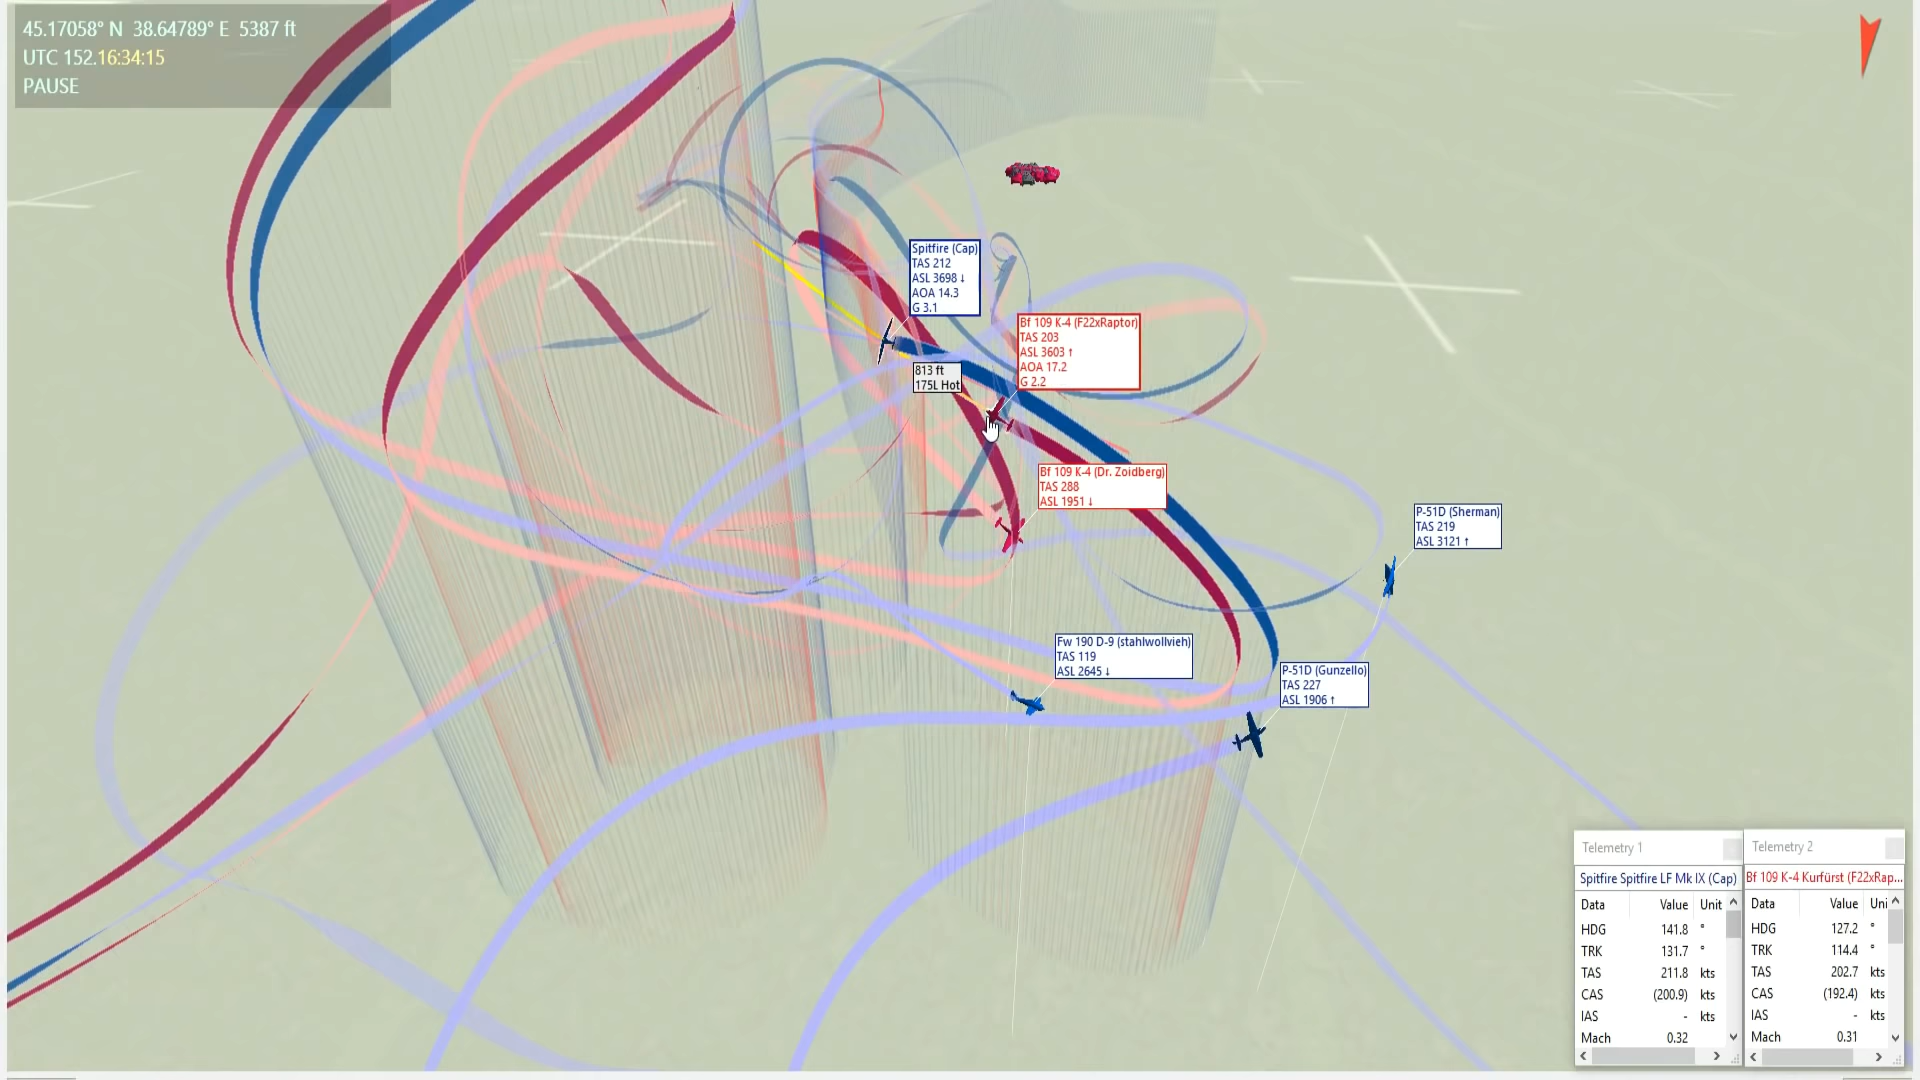 45.17058° N  38.64789° E  5387 ft
UTC 152.16:34:15
PAUSE
Spitfire (Cap)
TAS 212
ASL 3698 ↓
AOA 14.3
G 3.1
Bf 109 K-4 (F22xRaptor)
TAS 203
ASL 3603 ↑
AOA 17.2
G 2.2
813 ft
175L Hot
Bf 109 K-4 (Dr. Zoidberg)
TAS 288
ASL 1951 ↓
P-51D (Sherman)
TAS 219
ASL 3121 ↑
Fw 190 D-9 (stahlwollvieh)
TAS 119
ASL 2645 ↓
P-51D (Gunzello)
TAS 227
ASL 1906 ↑
Telemetry 1
Spitfire Spitfire LF Mk IX (Cap)
Data Value Unit
HDG 141.8 °
TRK 131.7 °
TAS 211.8 kts
CAS (200.9) kts
IAS - kts
Mach 0.32
Telemetry 2
Bf 109 K-4 Kurfürst (F22xRap...
Data Value Uni
HDG 127.2 °
TRK 114.4 °
TAS 202.7 kts
CAS (192.4) kts
IAS - kts
Mach 0.31